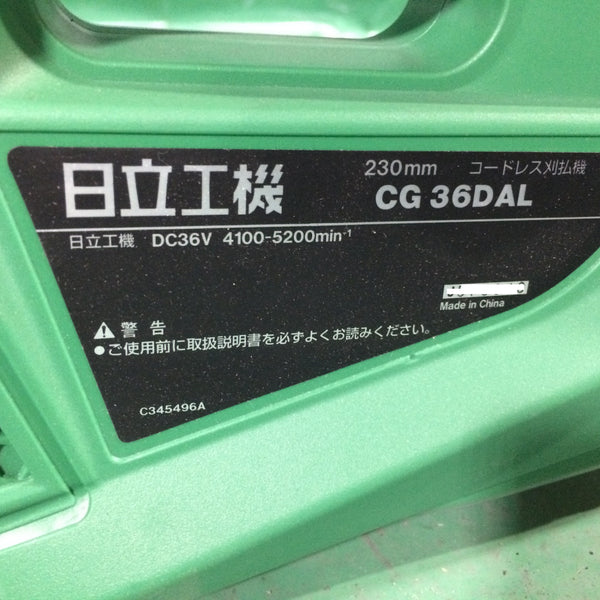 日立工機
230mm コードレス刈払機
CG 36DAL
日立工機 DC36V 4100-5200min⁻¹
Made in China
⚠ 警告
●ご使用前に取扱説明書を必ずよくお読みください。
C345496A